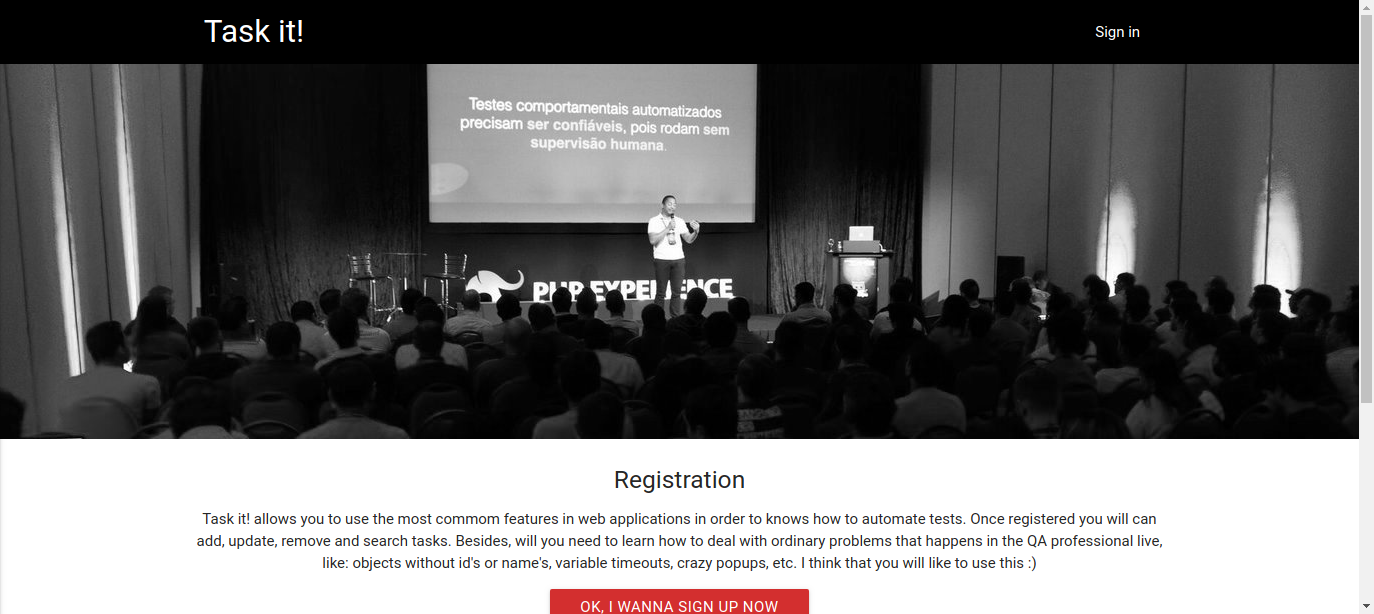 Task it!
Sign in
Testes comportamentais automatizados
precisam ser confiáveis, pois rodam sem
supervisão humana.
PHP EXPERIENCE
Registration
Task it! allows you to use the most commom features in web applications in order to knows how to automate tests. Once registered you will can
add, update, remove and search tasks. Besides, will you need to learn how to deal with ordinary problems that happens in the QA professional live,
like: objects without id's or name's, variable timeouts, crazy popups, etc. I think that you will like to use this :)
OK, I WANNA SIGN UP NOW